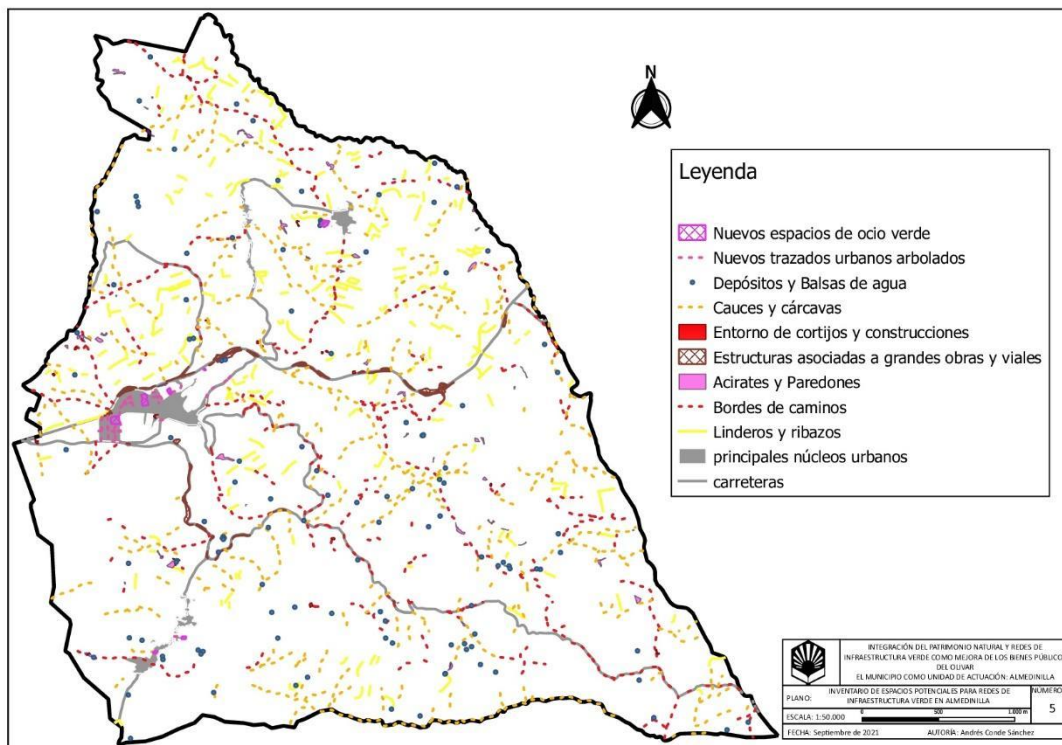 N
Leyenda
Nuevos espacios de ocio verde
Nuevos trazados urbanos arbolados
Depósitos y Balsas de agua
Cauces y cárcavas
Entorno de cortijos y construcciones
Estructuras asociadas a grandes obras y viales
Acirates y Paredones
Bordes de caminos
Linderos y ribazos
principales núcleos urbanos
carreteras
INTEGRACIÓN DEL PATRIMONIO NATURAL Y REDES DE
INFRAESTRUCTURA VERDE COMO MEJORA DE LOS BIENES PÚBLICO
DEL OLIVAR
EL MUNICIPIO COMO UNIDAD DE ACTUACIÓN: ALMEDINILLA
PLANO: INVENTARIO DE ESPACIOS POTENCIALES PARA REDES DE
INFRAESTRUCTURA VERDE EN ALMEDINILLA
NÚMERO
5
ESCALA: 1:50.000 0 500 1.000 m
FECHA: Septiembre de 2021 AUTORÍA: Andrés Conde Sánchez